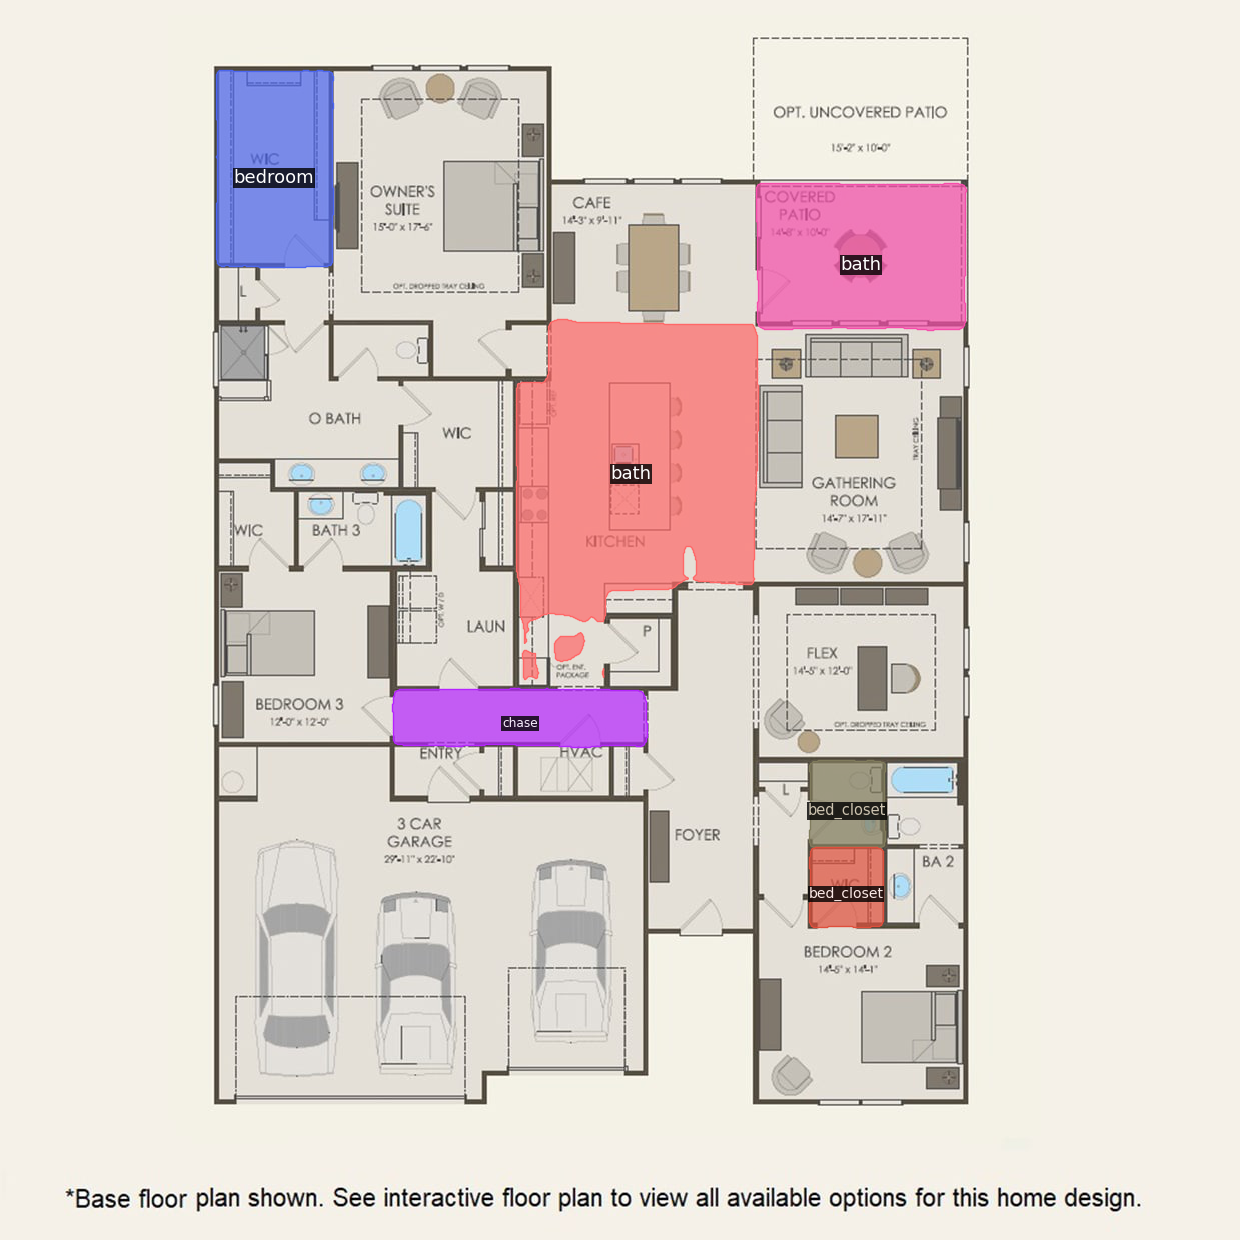 OPT. UNCOVERED PATIO
15'-2" x 10'-0"
WIC
bedroom
OWNER'S
SUITE
15'-0" x 17'-6"
OPT. DROPPED TRAY CEILING
CAFE
14'-3" x 9'-11"
COVERED
PATIO
14'-8" x 10'-0"
bath
L
O BATH
WIC
bath
KITCHEN
TRAY CEILING
GATHERING
ROOM
14'-7" x 17'-11"
WIC
BATH 3
OPT. W / D
LAUN
P
OPT. ENT.
PACKAGE
FLEX
14'-5" x 12'-0"
OPT. DROPPED TRAY CEILING
BEDROOM 3
12'-0" x 12'-0"
chase
ENTRY
HVAC
L
bed_closet
3 CAR
GARAGE
29'-11" x 22'-10"
FOYER
BA 2
WIC
bed_closet
BEDROOM 2
14'-5" x 14'-1"
*Base floor plan shown. See interactive floor plan to view all available options for this home design.